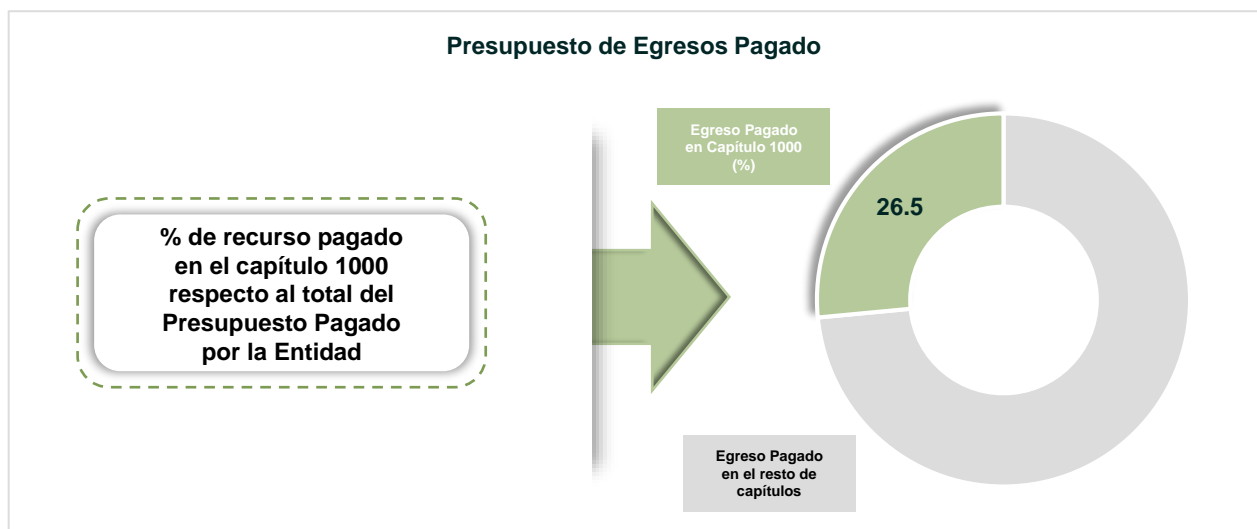 Presupuesto de Egresos Pagado
Egreso Pagado
en Capítulo 1000
(%)
26.5
% de recurso pagado
en el capítulo 1000
respecto al total del
Presupuesto Pagado
por la Entidad
Egreso Pagado
en el resto de
capítulos